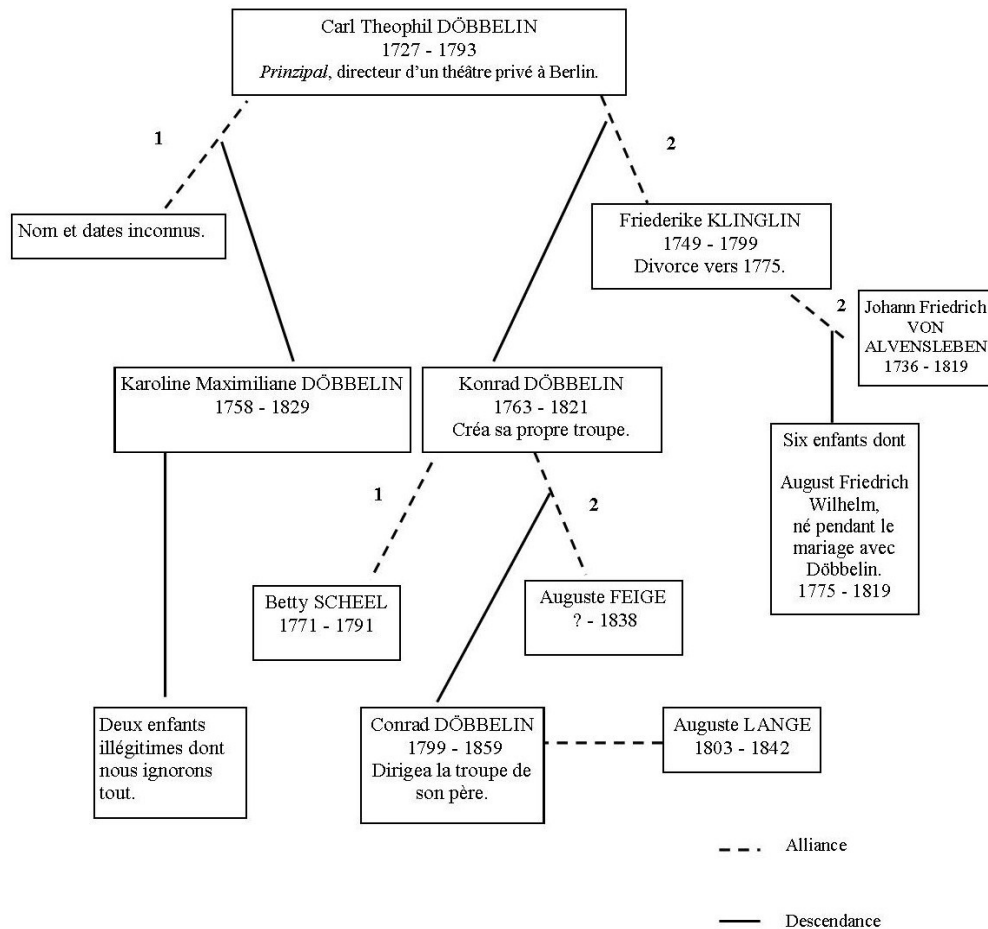 Carl Theophil DÖBBELIN
1727 - 1793
Prinzipal, directeur d'un théâtre privé à Berlin.
1
2
Nom et dates inconnus.
Friederike KLINGLIN
1749 - 1799
Divorce vers 1775.
2
Johann Friedrich
VON
ALVENSLEBEN
1736 - 1819
Karoline Maximiliane DÖBBELIN
1758 - 1829
Konrad DÖBBELIN
1763 - 1821
Créa sa propre troupe.
Six enfants dont
August Friedrich
Wilhelm,
né pendant le
mariage avec
Döbbelin.
1775 - 1819
1
2
Betty SCHEEL
1771 - 1791
Auguste FEIGE
? - 1838
Deux enfants
illégitimes dont
nous ignorons
tout.
Conrad DÖBBELIN
1799 - 1859
Dirigea la troupe de
son père.
Auguste LANGE
1803 - 1842
Alliance
Descendance